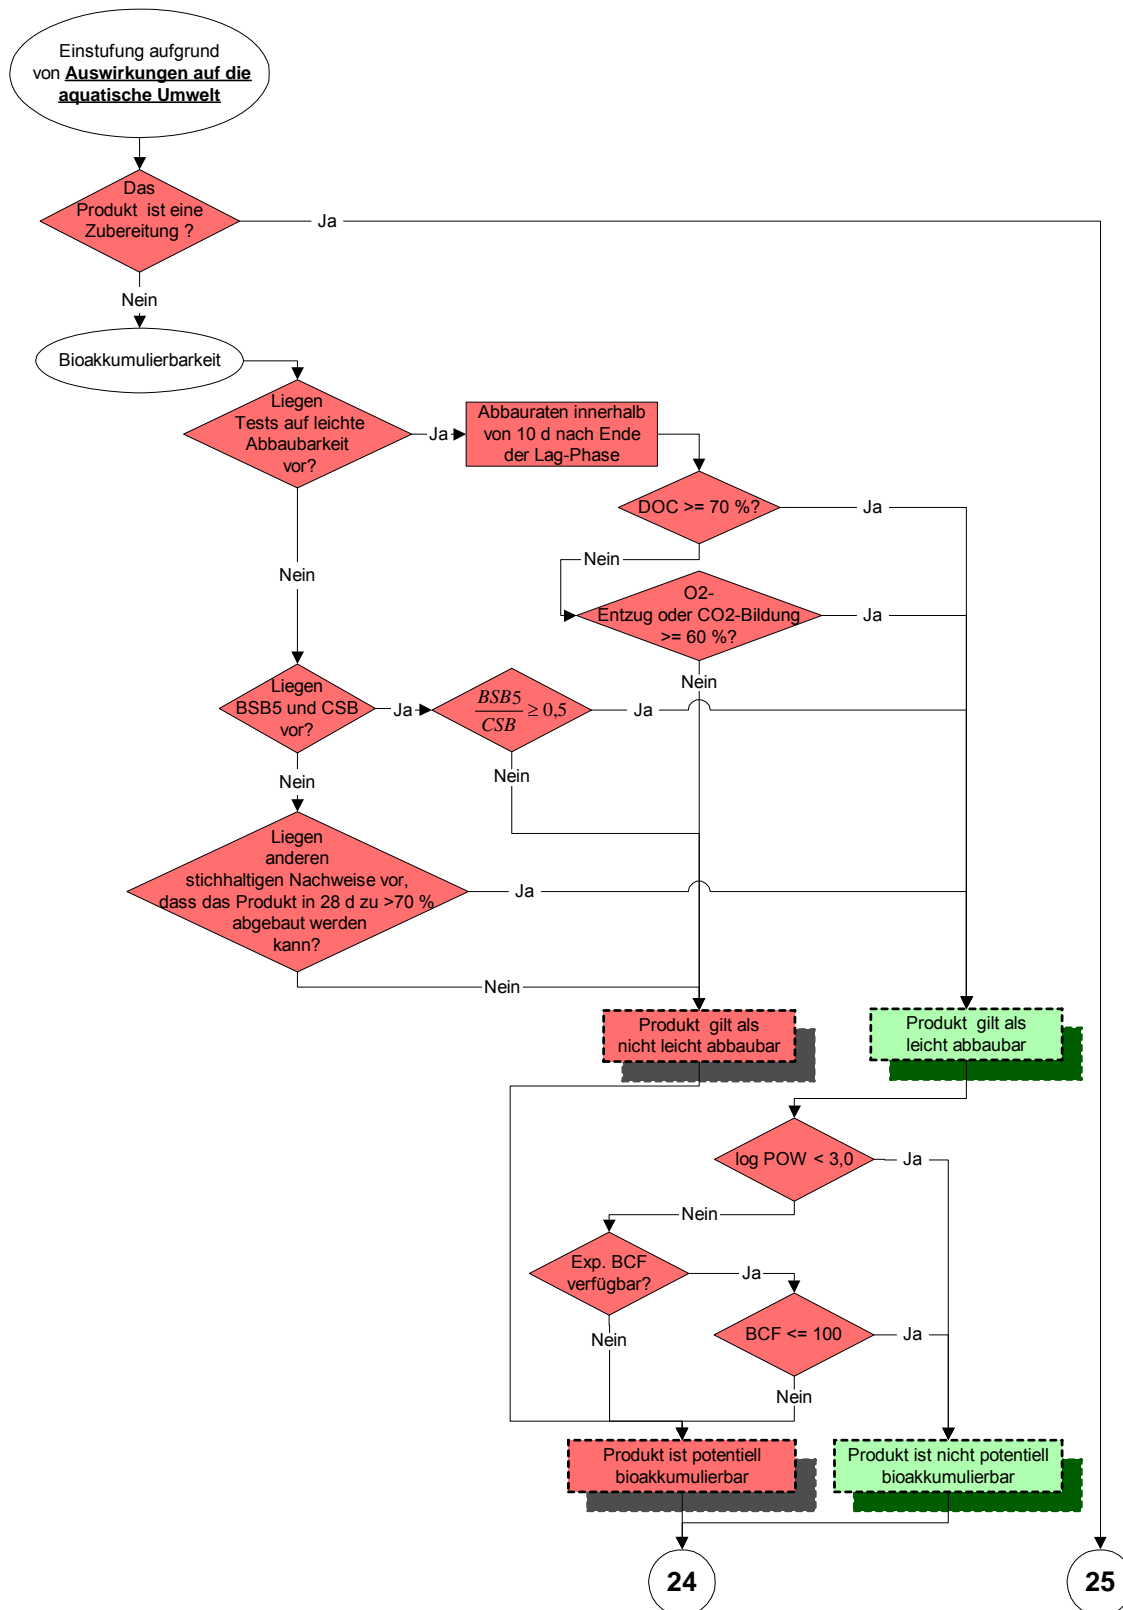 Einstufung aufgrund
von Auswirkungen auf die
aquatische Umwelt
Das
Produkt ist eine
Zubereitung ?
Ja
Nein
Bioakkumulierbarkeit
Liegen
Tests auf leichte
Abbaubarkeit
vor?
Ja
Abbauraten innerhalb
von 10 d nach Ende
der Lag-Phase
DOC >= 70 %?
Ja
Nein
Nein
O2-
Entzug oder CO2-Bildung
>= 60 %?
Ja
Nein
Liegen
BSB5 und CSB
vor?
Ja
BSB5
CSB
≥ 0,5
Ja
Nein
Nein
Liegen
anderen
stichhaltigen Nachweise vor,
dass das Produkt in 28 d zu >70 %
abgebaut werden
kann?
Ja
Nein
Produkt gilt als
nicht leicht abbaubar
Produkt gilt als
leicht abbaubar
log POW < 3,0
Ja
Nein
Exp. BCF
verfügbar?
Ja
Nein
BCF <= 100
Ja
Nein
Produkt ist potentiell
bioakkumulierbar
Produkt ist nicht potentiell
bioakkumulierbar
24
25